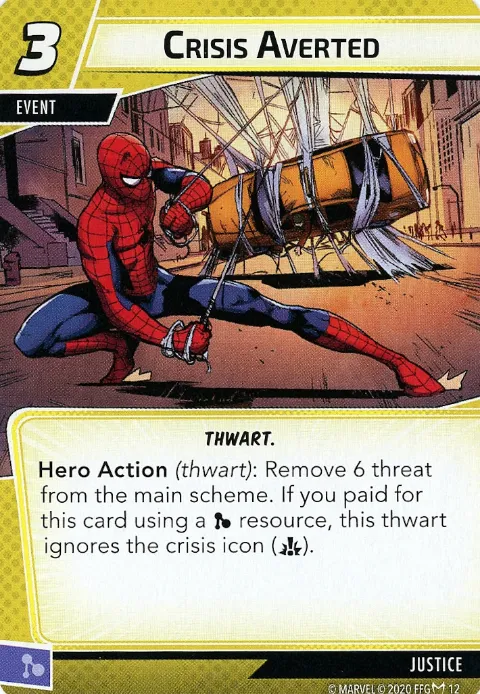 3
CRISIS AVERTED
EVENT
THWART.
Hero Action (thwart): Remove 6 threat
from the main scheme. If you paid for
this card using a resource, this thwart
ignores the crisis icon ( ).
JUSTICE
© MARVEL © 2020 FFG 12